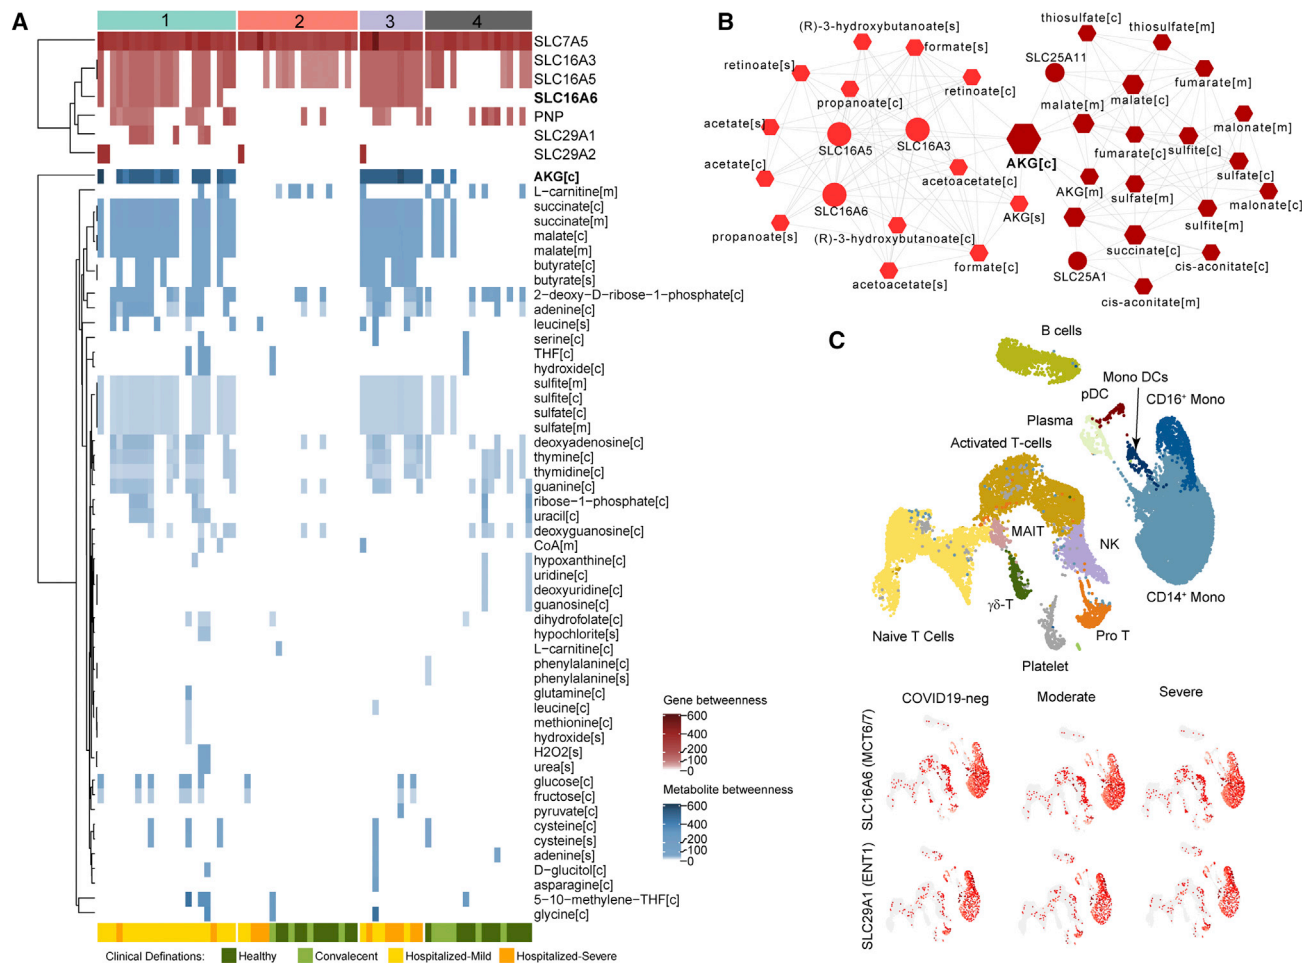 A
1 2 3 4
SLC7A5
SLC16A3
SLC16A5
SLC16A6
PNP
SLC29A1
SLC29A2
AKG[c]
L−carnitine[m]
succinate[c]
succinate[m]
malate[c]
malate[m]
butyrate[c]
butyrate[s]
2−deoxy−D−ribose−1−phosphate[c]
adenine[c]
leucine[s]
serine[c]
THF[c]
hydroxide[c]
sulfite[m]
sulfite[c]
sulfate[c]
sulfate[m]
deoxyadenosine[c]
thymine[c]
thymidine[c]
guanine[c]
ribose−1−phosphate[c]
uracil[c]
deoxyguanosine[c]
CoA[m]
hypoxanthine[c]
uridine[c]
deoxyuridine[c]
guanosine[c]
dihydrofolate[c]
hypochlorite[s]
L−carnitine[c]
phenylalanine[c]
phenylalanine[s]
glutamine[c]
leucine[c]
methionine[c]
hydroxide[s]
H2O2[s]
urea[s]
glucose[c]
fructose[c]
pyruvate[c]
cysteine[c]
cysteine[s]
adenine[s]
D−glucitol[c]
asparagine[c]
5−10−methylene−THF[c]
glycine[c]
Gene betweenness
600
400
200
100
0
Metabolite betweenness
600
400
200
100
0
Clinical Definations: Healthy Convalecent Hospitalized-Mild Hospitalized-Severe
B
(R)-3-hydroxybutanoate[s]
formate[s]
retinoate[s]
retinoate[c]
propanoate[c]
acetate[s]
SLC16A5
SLC16A3
acetate[c]
acetoacetate[c]
SLC16A6
AKG[s]
propanoate[s]
(R)-3-hydroxybutanoate[c]
formate[c]
acetoacetate[s]
AKG[c]
thiosulfate[c]
thiosulfate[m]
SLC25A11
fumarate[m]
malate[m]
malate[c]
malonate[m]
fumarate[c]
sulfite[c]
sulfate[c]
AKG[m]
sulfate[m]
malonate[c]
sulfite[m]
succinate[c]
SLC25A1
cis-aconitate[c]
cis-aconitate[m]
C
B cells
Mono DCs
pDC
CD16+ Mono
Plasma
Activated T-cells
MAIT
NK
γδ-T
CD14+ Mono
Naive T Cells
Pro T
Platelet
COVID19-neg Moderate Severe
SLC16A6 (MCT6/7)
SLC29A1 (ENT1)